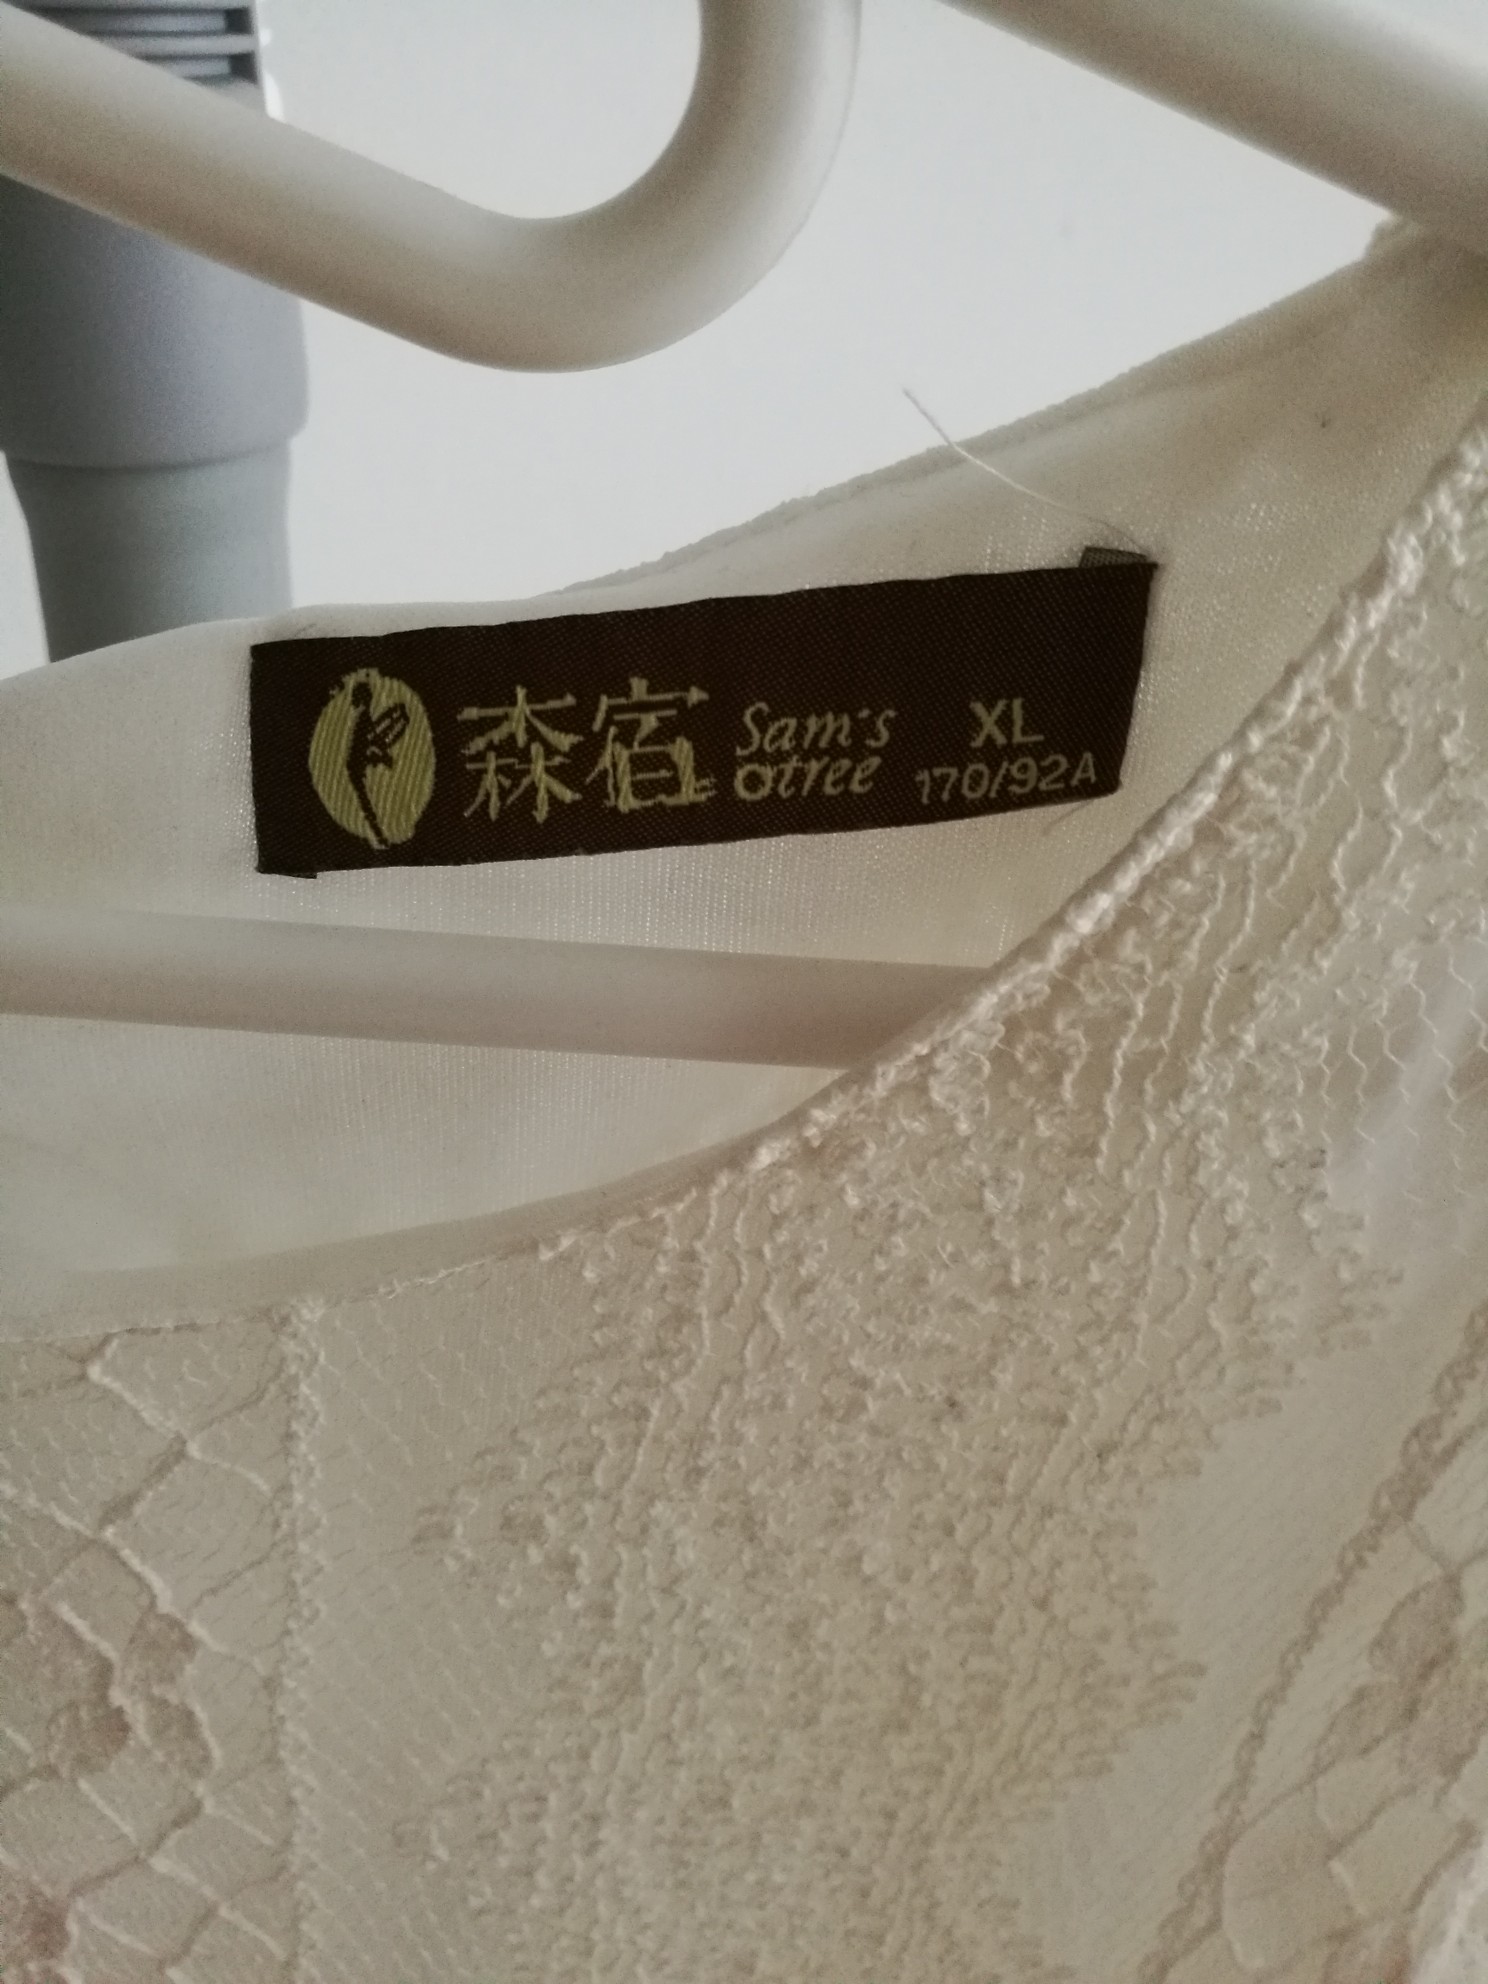 森宿
Sam's
otree
XL
170/92A